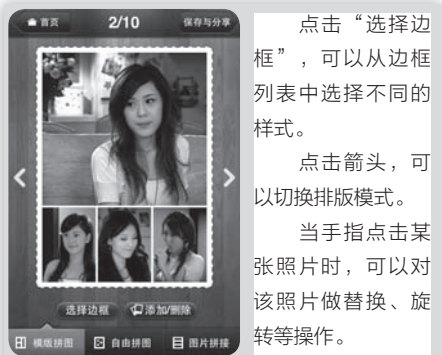 首页
2/10
保存与分享
选择边框
添加/删除
模版拼图
自由拼图
图片拼接
点击“选择边
框”，可以从边框
列表中选择不同的
样式。
点击箭头，可
以切换排版模式。
当手指点击某
张照片时，可以对
该照片做替换、旋
转等操作。